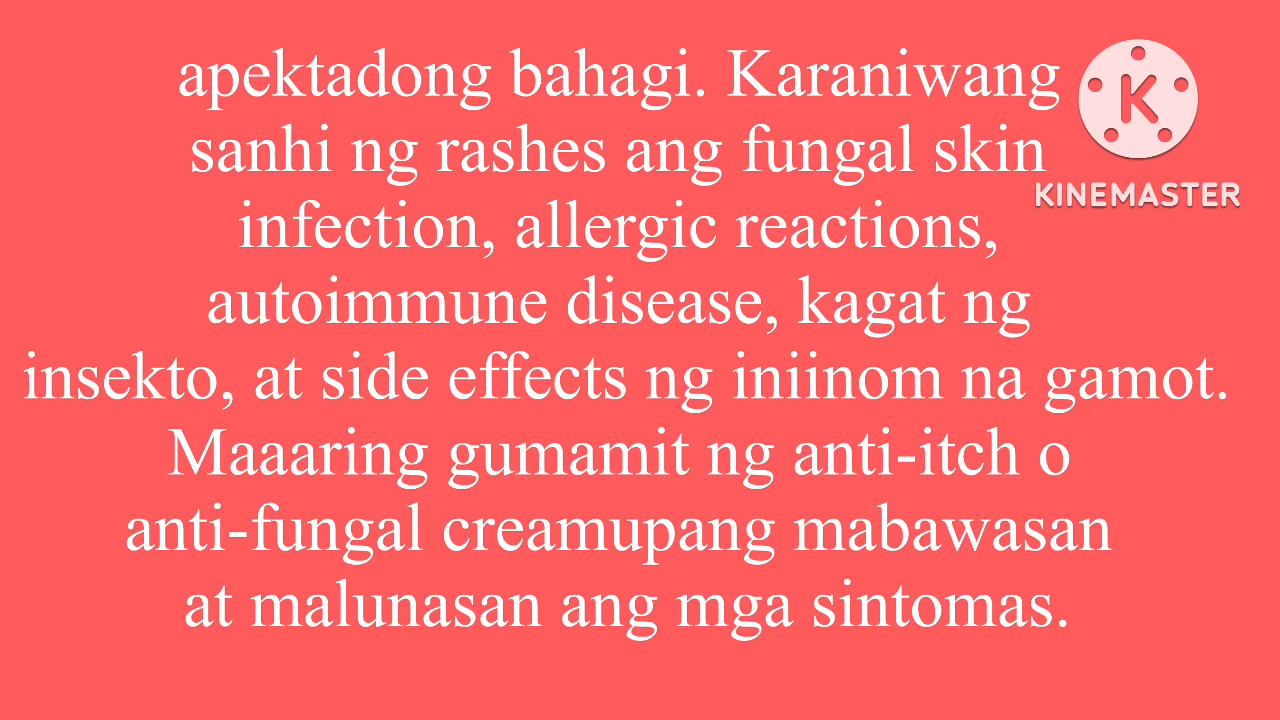 apektadong bahagi. Karaniwang
sanhi ng rashes ang fungal skin
infection, allergic reactions,
autoimmune disease, kagat ng
insekto, at side effects ng iniinom na gamot.
Maaaring gumamit ng anti-itch o
anti-fungal creamupang mabawasan
at malunasan ang mga sintomas.
K
KINEMASTER